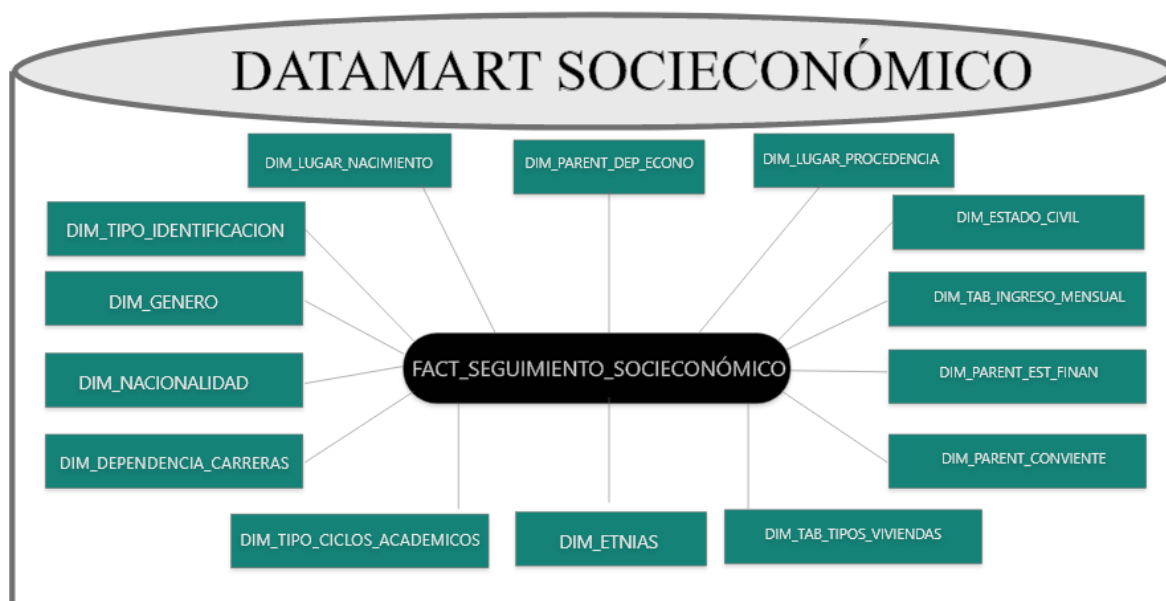 DATAMART SOCIECONÓMICO
DIM_LUGAR_NACIMIENTO
DIM_PARENT_DEP_ECONO
DIM_LUGAR_PROCEDENCIA
DIM_TIPO_IDENTIFICACION
DIM_ESTADO_CIVIL
DIM_GENERO
DIM_TAB_INGRESO_MENSUAL
FACT_SEGUIMIENTO_SOCIECONÓMICO
DIM_NACIONALIDAD
DIM_PARENT_EST_FINAN
DIM_DEPENDENCIA_CARRERAS
DIM_PARENT_CONVIENTE
DIM_TIPO_CICLOS_ACADEMICOS
DIM_ETNIAS
DIM_TAB_TIPOS_VIVIENDAS